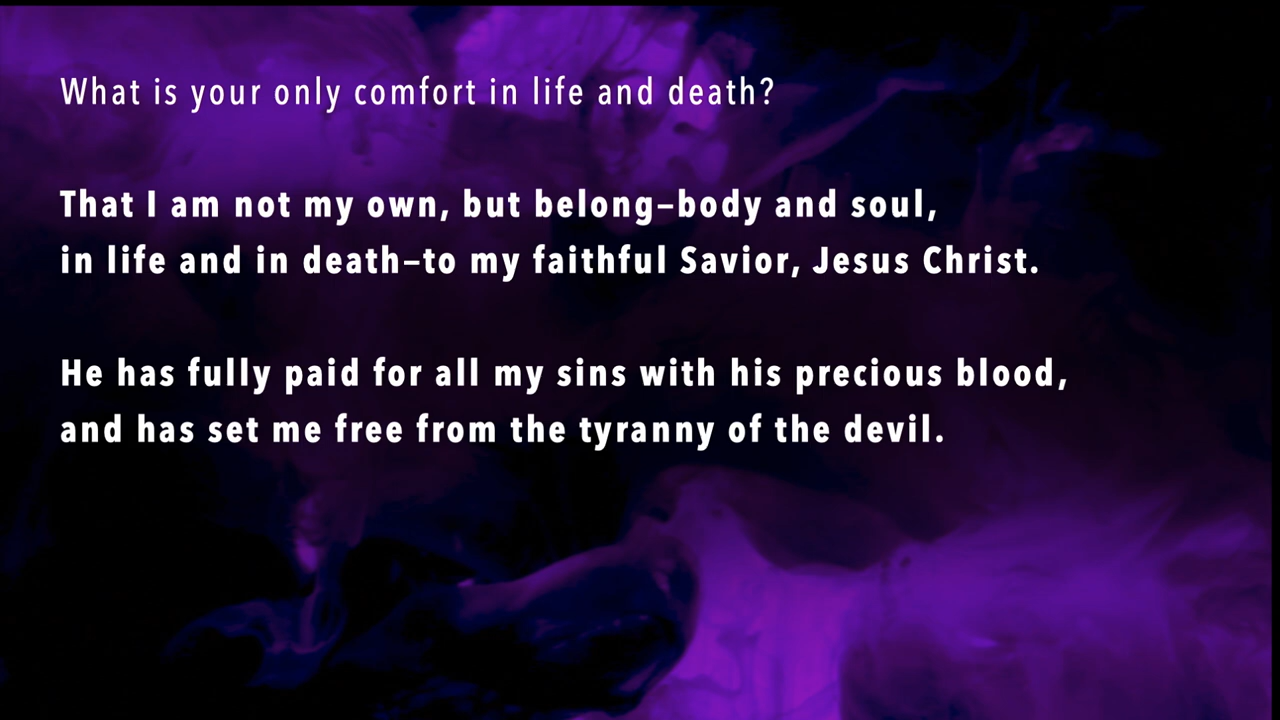 What is your only comfort in life and death?
That I am not my own, but belong–body and soul,
in life and in death–to my faithful Savior, Jesus Christ.
He has fully paid for all my sins with his precious blood,
and has set me free from the tyranny of the devil.